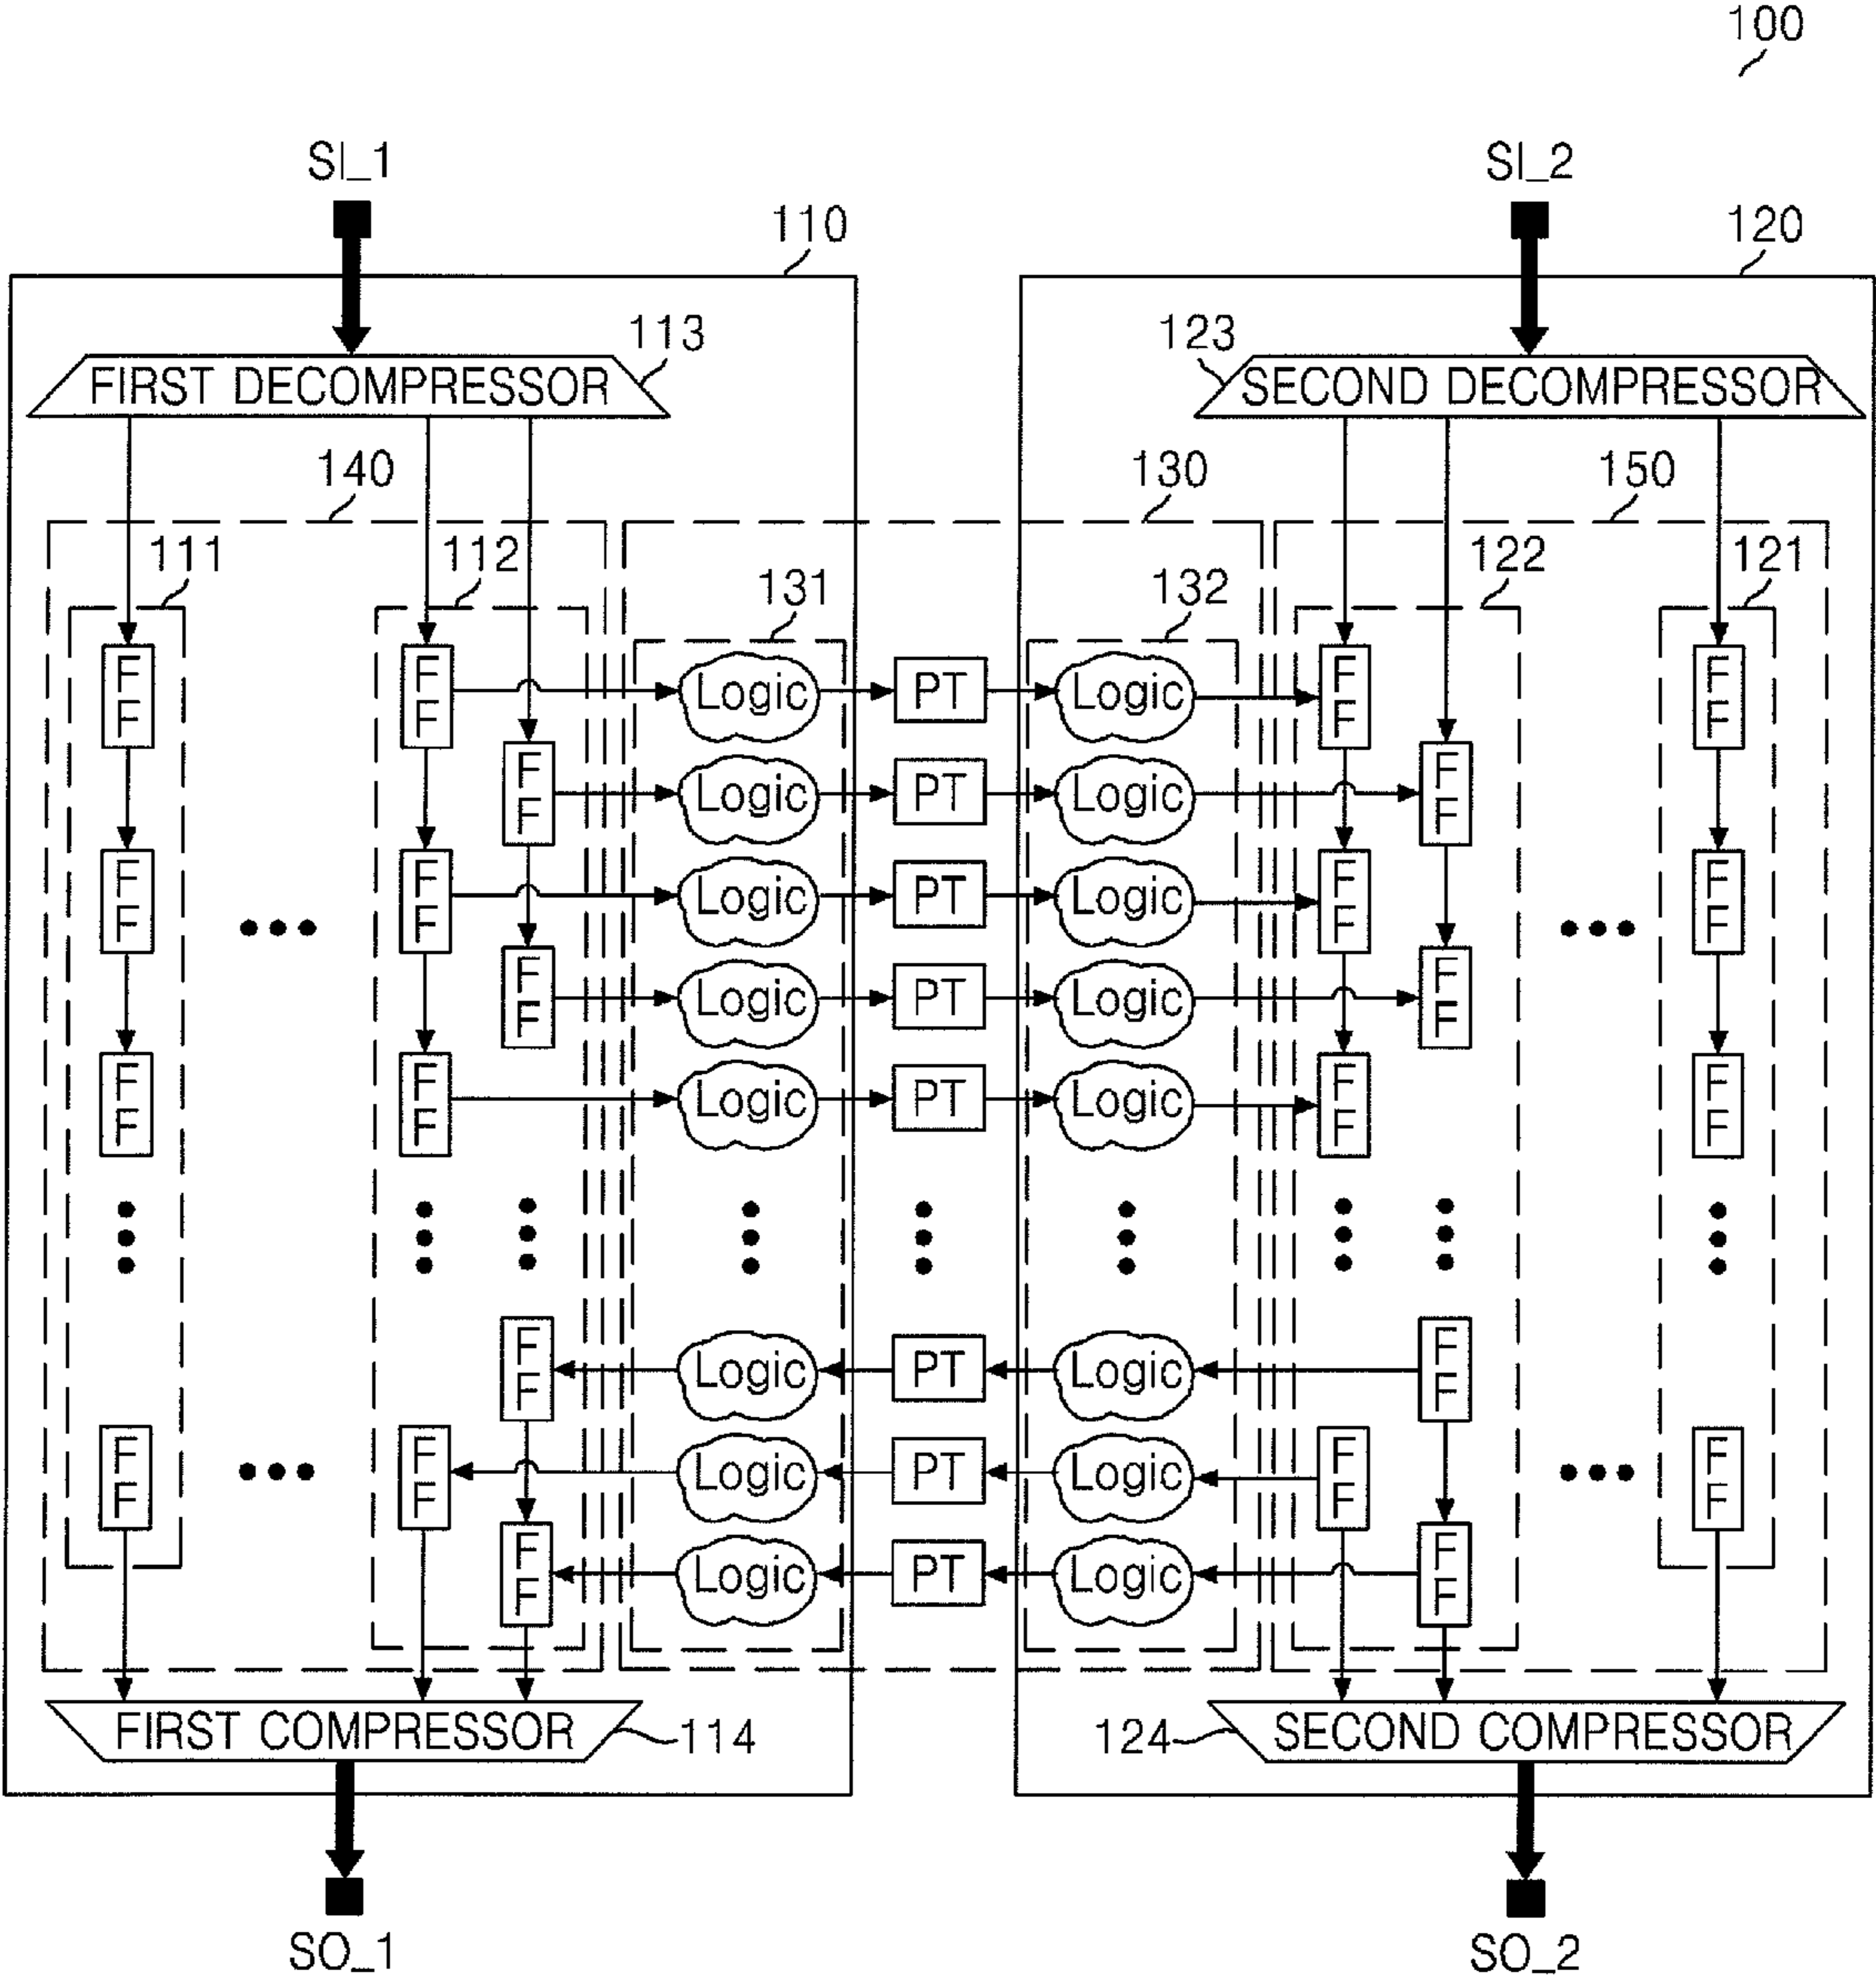 100
SI_1 SI_2
110 120
113 123
FIRST DECOMPRESSOR SECOND DECOMPRESSOR
140 130 150
111 112 122 121
131 132
FF FF Logic PT Logic FF FF
FF Logic PT Logic FF
FF FF Logic PT Logic FF FF
FF Logic PT Logic FF
FF FF Logic PT Logic FF FF
FF Logic PT Logic FF
FF FF Logic PT Logic FF FF
FF Logic PT Logic FF
FIRST COMPRESSOR 114 124 SECOND COMPRESSOR
SO_1 SO_2